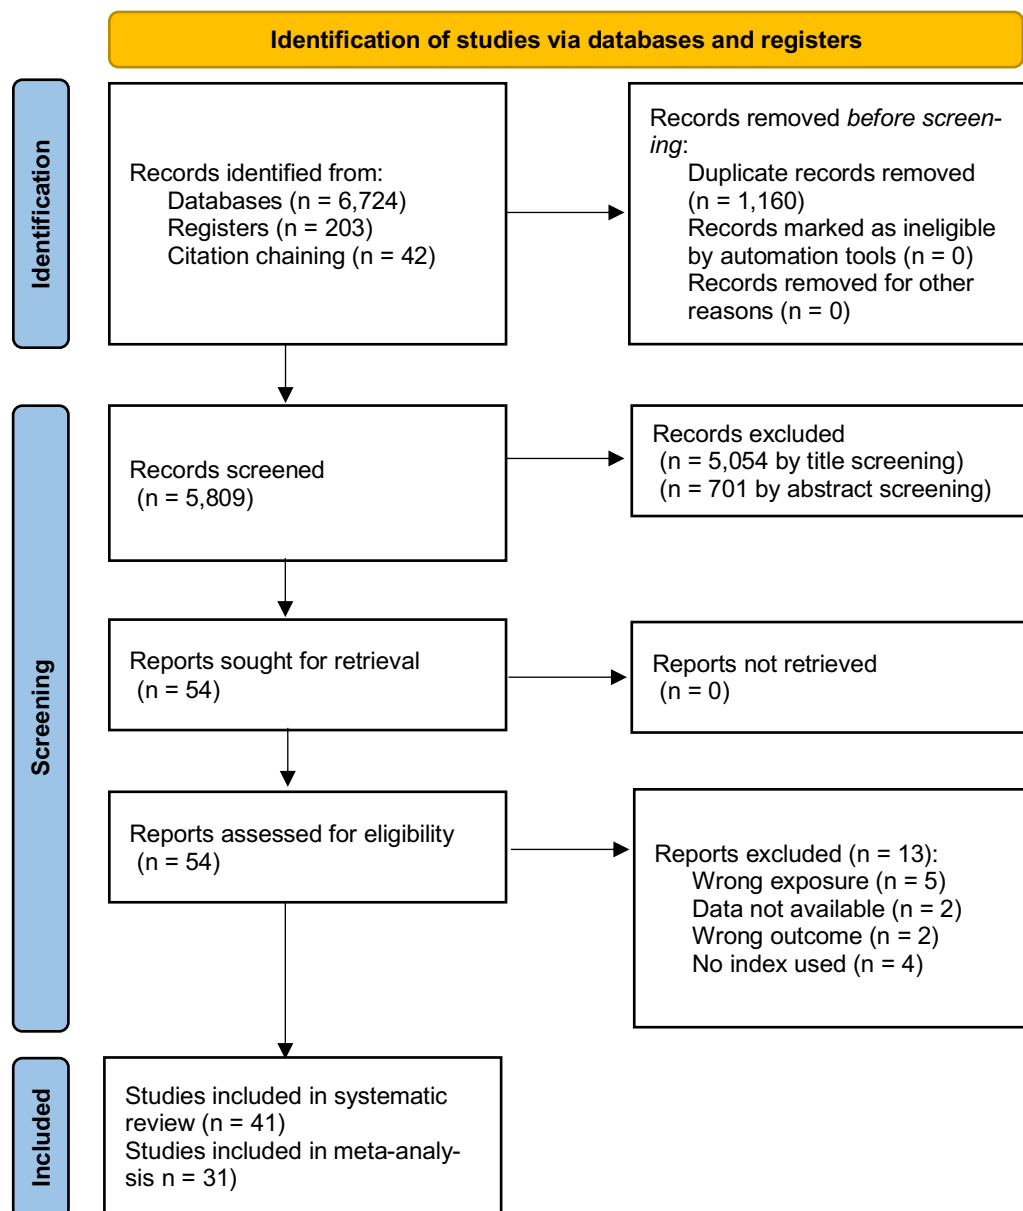 Identification of studies via databases and registers
Identification
Records identified from:
Databases (n = 6,724)
Registers (n = 203)
Citation chaining (n = 42)
Records removed before screen-
ing:
Duplicate records removed
(n = 1,160)
Records marked as ineligible
by automation tools (n = 0)
Records removed for other
reasons (n = 0)
Screening
Records screened
(n = 5,809)
Records excluded
(n = 5,054 by title screening)
(n = 701 by abstract screening)
Reports sought for retrieval
(n = 54)
Reports not retrieved
(n = 0)
Reports assessed for eligibility
(n = 54)
Reports excluded (n = 13):
Wrong exposure (n = 5)
Data not available (n = 2)
Wrong outcome (n = 2)
No index used (n = 4)
Included
Studies included in systematic
review (n = 41)
Studies included in meta-analy-
sis n = 31)